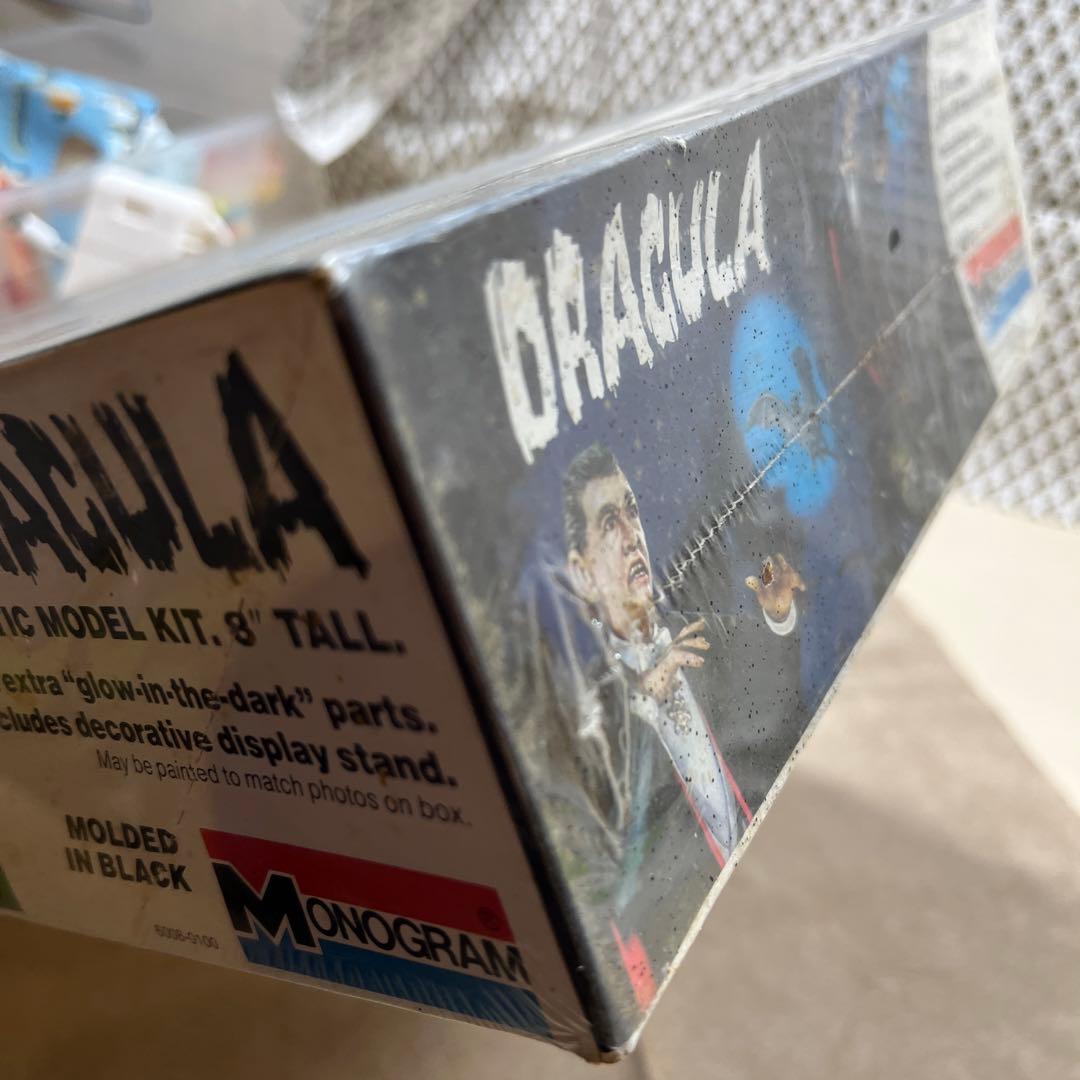 ACULA
TIC MODEL KIT. 8" TALL.
extra "glow-in-the-dark" parts.
cludes decorative display stand.
May be painted to match photos on box.
MOLDED
IN BLACK
MONOGRAM®
6008-0100
DRACULA